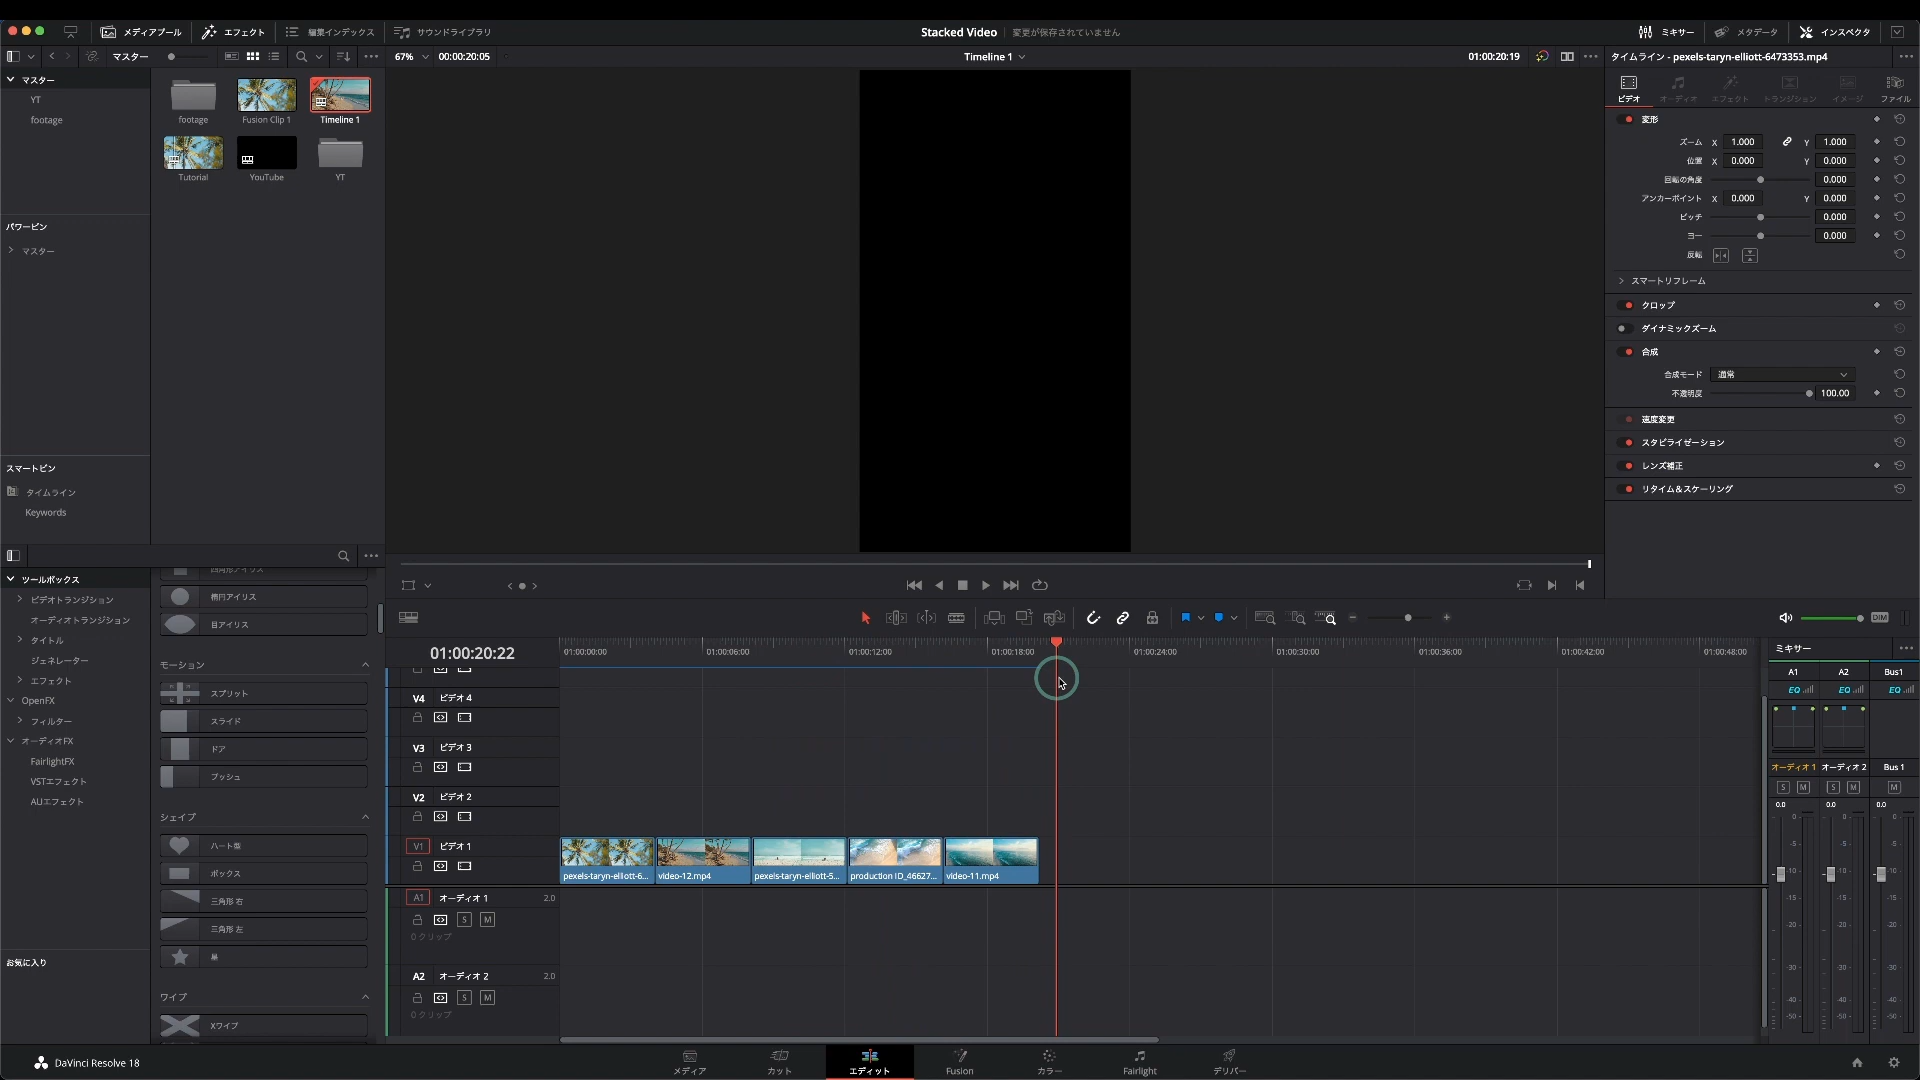 メディアプール
エフェクト
編集インデックス
サウンドライブラリ
Stacked Video
変更が保存されていません
ミキサー
メタデータ
インスペクタ
マスター
67%
00:00:20:05
Timeline 1
01:00:20:19
タイムライン - pexels-taryn-elliott-6473353.mp4
マスター
YT
footage
footage
Fusion Clip 1
Timeline 1
Tutorial
YouTube
YT
パワービン
マスター
スマートビン
タイムライン
Keywords
ビデオ
オーディオ
エフェクト
トランジション
イメージ
ファイル
変形
ズーム X 1.000 Y 1.000
位置 X 0.000 Y 0.000
回転の角度 0.000
アンカーポイント X 0.000 Y 0.000
ピッチ 0.000
ヨー 0.000
反転
スマートリフレーム
クロップ
ダイナミックズーム
合成
合成モード 通常
不透明度 100.00
速度変更
スタビライゼーション
レンズ補正
リタイム＆スケーリング
ツールボックス
ビデオトランジション
オーディオトランジション
タイトル
ジェネレーター
エフェクト
OpenFX
フィルター
オーディオFX
FairlightFX
VSTエフェクト
AUエフェクト
お気に入り
四角形アイリス
楕円アイリス
目アイリス
モーション
スプリット
スライド
ドア
プッシュ
シェイプ
ハート型
ボックス
三角形 右
三角形 左
星
ワイプ
Xワイプ
DIM
01:00:20:22
01:00:00:00
01:00:06:00
01:00:12:00
01:00:18:00
01:00:24:00
01:00:30:00
01:00:36:00
01:00:42:00
01:00:48:00
V4 ビデオ 4
V3 ビデオ 3
V2 ビデオ 2
V1 ビデオ 1
pexels-taryn-elliott-6...
video-12.mp4
pexels-taryn-elliott-5...
production ID_46627...
video-11.mp4
A1 オーディオ 1 2.0
S M
0 クリップ
A2 オーディオ 2 2.0
S M
0 クリップ
ミキサー
A1 A2 Bus1
EQ EQ EQ
オーディオ 1 オーディオ 2 Bus 1
S M S M M
0.0 0.0 0.0
DaVinci Resolve 18
メディア
カット
エディット
Fusion
カラー
Fairlight
デリバー